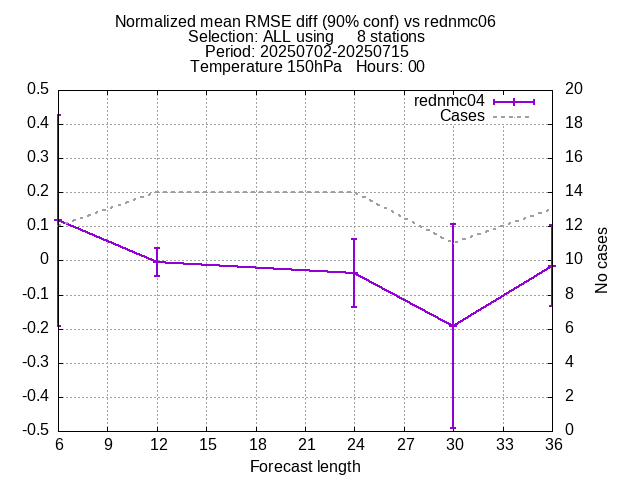 Normalized mean RMSE diff (90% conf) vs rednmc06
Selection: ALL using     8 stations
Period: 20250702-20250715
Temperature 150hPa   Hours: 00
rednmc04
Cases
0.5
0.4
0.3
0.2
0.1
0
-0.1
-0.2
-0.3
-0.4
-0.5
20
18
16
14
12
10
8
6
4
2
0
No cases
6 9 12 15 18 21 24 27 30 33 36
Forecast length